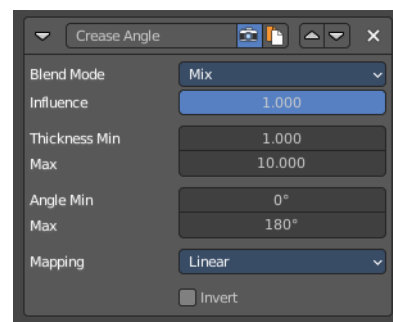 Crease Angle
Blend Mode Mix
Influence 1.000
Thickness Min 1.000
Max 10.000
Angle Min 0°
Max 180°
Mapping Linear
Invert